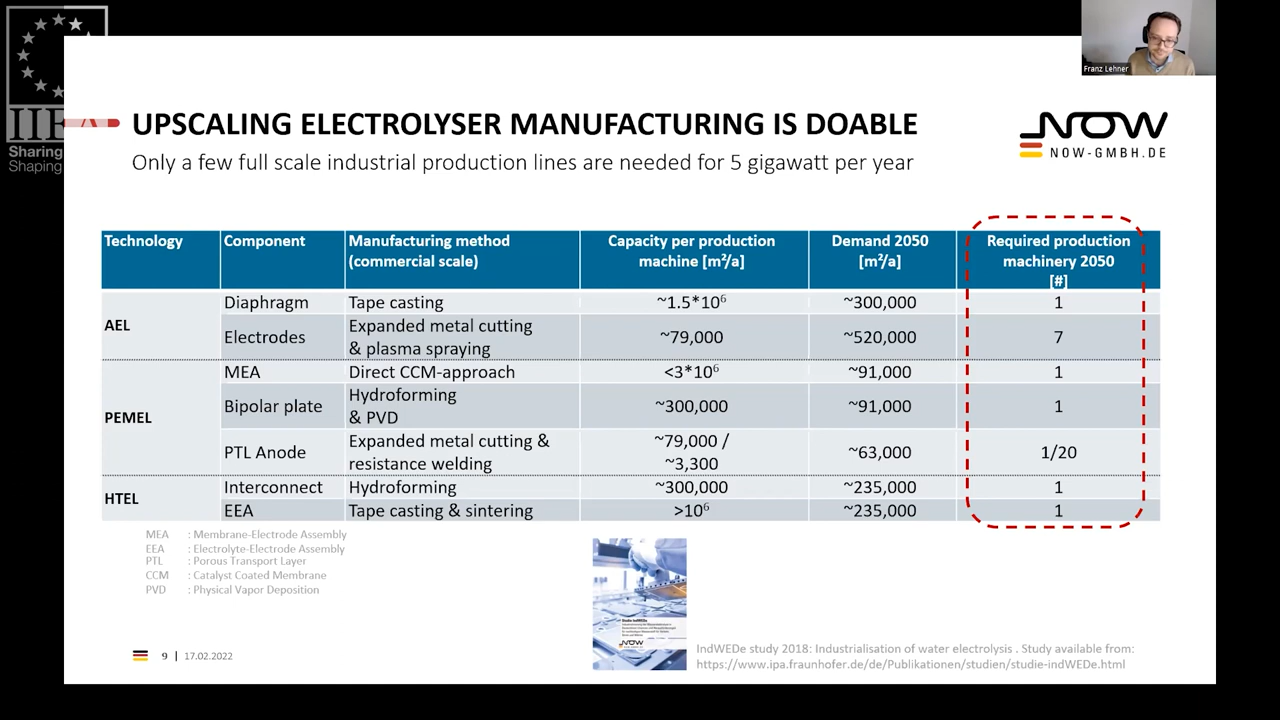 Franz Lehner
IIEA
Sharing
Shaping
UPSCALING ELECTROLYSER MANUFACTURING IS DOABLE
Only a few full scale industrial production lines are needed for 5 gigawatt per year
NOW
NOW-GMBH.DE
Technology Component Manufacturing method (commercial scale) Capacity per production machine [m²/a] Demand 2050 [m²/a] Required production machinery 2050 [#]
AEL
Diaphragm Tape casting ~1.5*10⁶ ~300,000 1
Electrodes Expanded metal cutting & plasma spraying ~79,000 ~520,000 7
PEMEL
MEA Direct CCM-approach <3*10⁶ ~91,000 1
Bipolar plate Hydroforming & PVD ~300,000 ~91,000 1
PTL Anode Expanded metal cutting & resistance welding ~79,000 / ~3,300 ~63,000 1/20
HTEL
Interconnect Hydroforming ~300,000 ~235,000 1
EEA Tape casting & sintering >10⁶ ~235,000 1
MEA : Membrane-Electrode Assembly
EEA : Electrolyte-Electrode Assembly
PTL : Porous Transport Layer
CCM : Catalyst Coated Membrane
PVD : Physical Vapor Deposition
Studie IndWEDe
NOW
9 | 17.02.2022
IndWEDe study 2018: Industrialisation of water electrolysis . Study available from:
https://www.ipa.fraunhofer.de/de/Publikationen/studien/studie-indWEDe.html